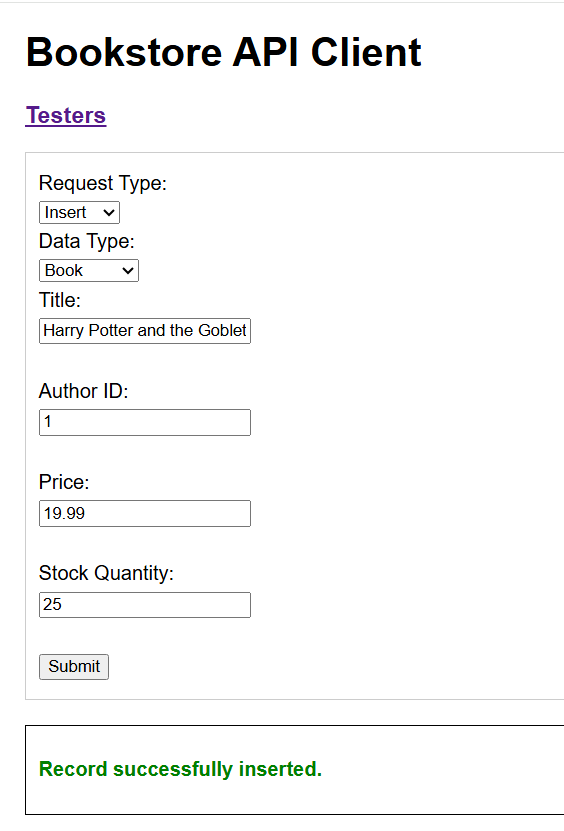 Bookstore API Client
Testers
Request Type:
Insert
Data Type:
Book
Title:
Harry Potter and the Goblet
Author ID:
1
Price:
19.99
Stock Quantity:
25
Submit
Record successfully inserted.